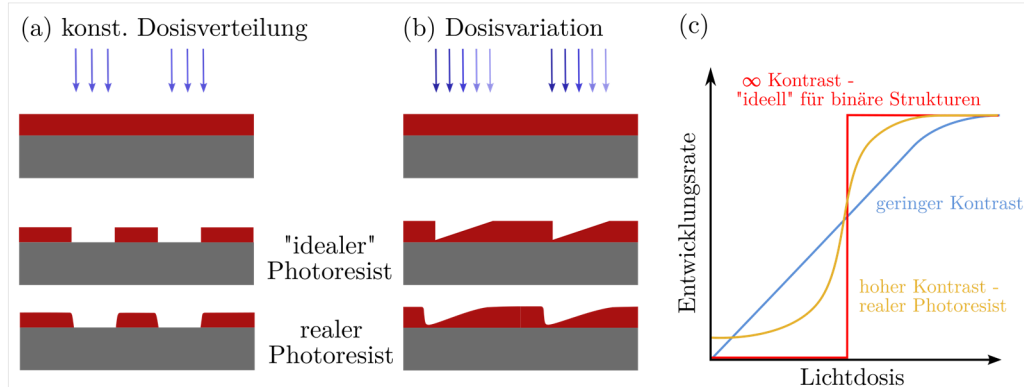 (a) konst. Dosisverteilung
(b) Dosisvariation
(c)
"idealer"
Photoresist
realer
Photoresist
∞ Kontrast -
"ideell" für binäre Strukturen
geringer Kontrast
hoher Kontrast -
realer Photoresist
Entwicklungsrate
Lichtdosis